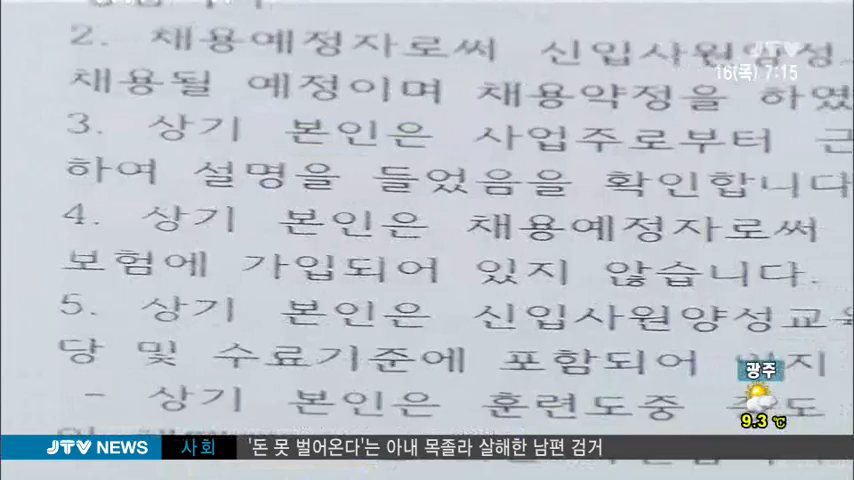 2. 채용예정자로써 신입사원양성
JTV
16(목) 7:15
채용될 예정이며 채용약정을 하였
3. 상기 본인은 사업주로부터 근
하여 설명을 들었음을 확인합니다
4. 상기 본인은 채용예정자로써
보험에 가입되어 있지 않습니다.
5. 상기 본인은 신입사원양성교육
당 및 수료기준에 포함되어
광주
- 상기 본인은 훈련도중
9.3 ℃
JTV NEWS 사회 '돈 못 벌어온다'는 아내 목졸라 살해한 남편 검거